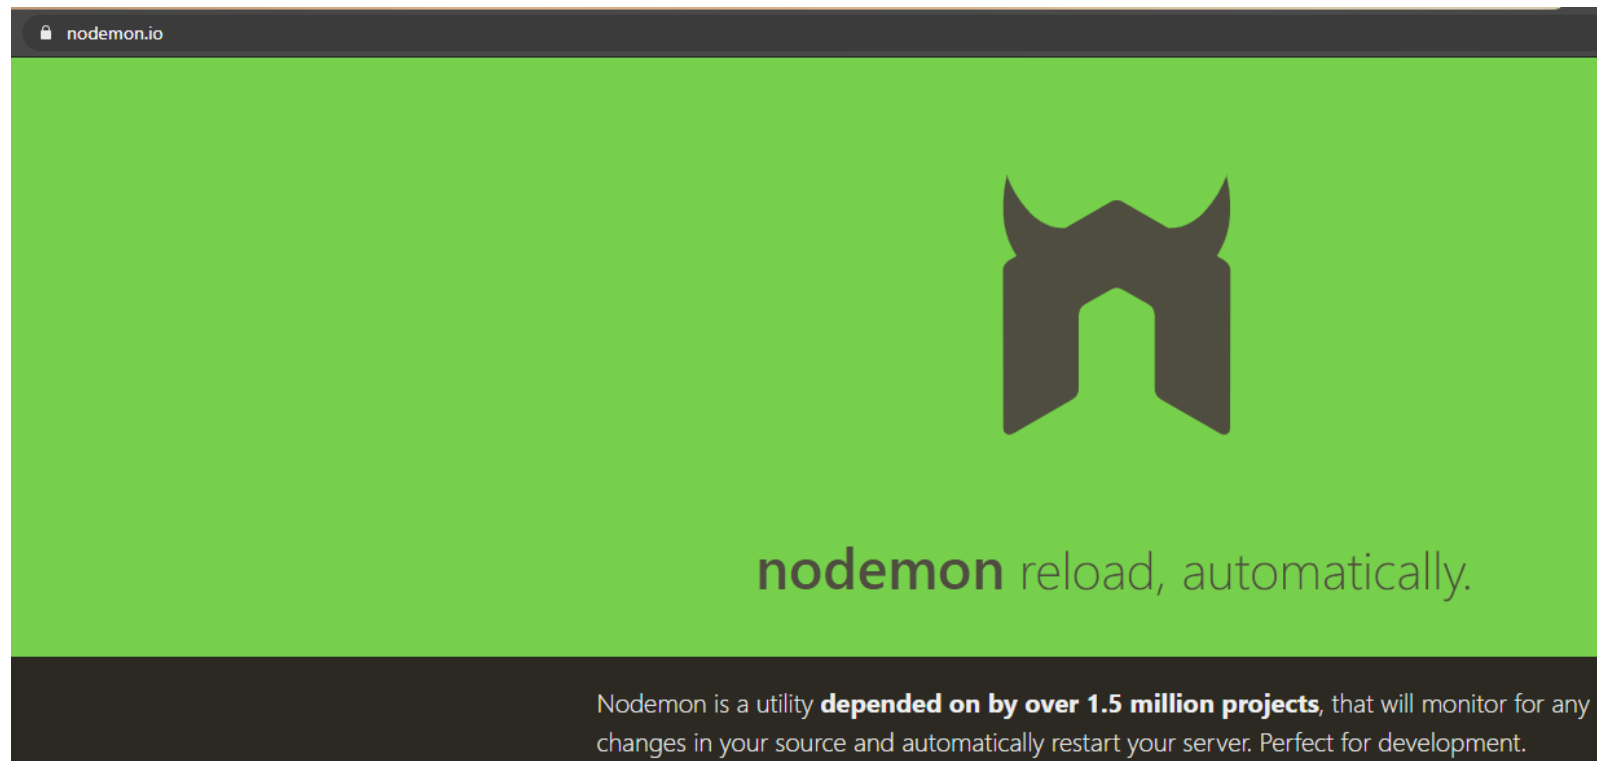 nodemon.io
nodemon reload, automatically.
Nodemon is a utility depended on by over 1.5 million projects, that will monitor for any
changes in your source and automatically restart your server. Perfect for development.